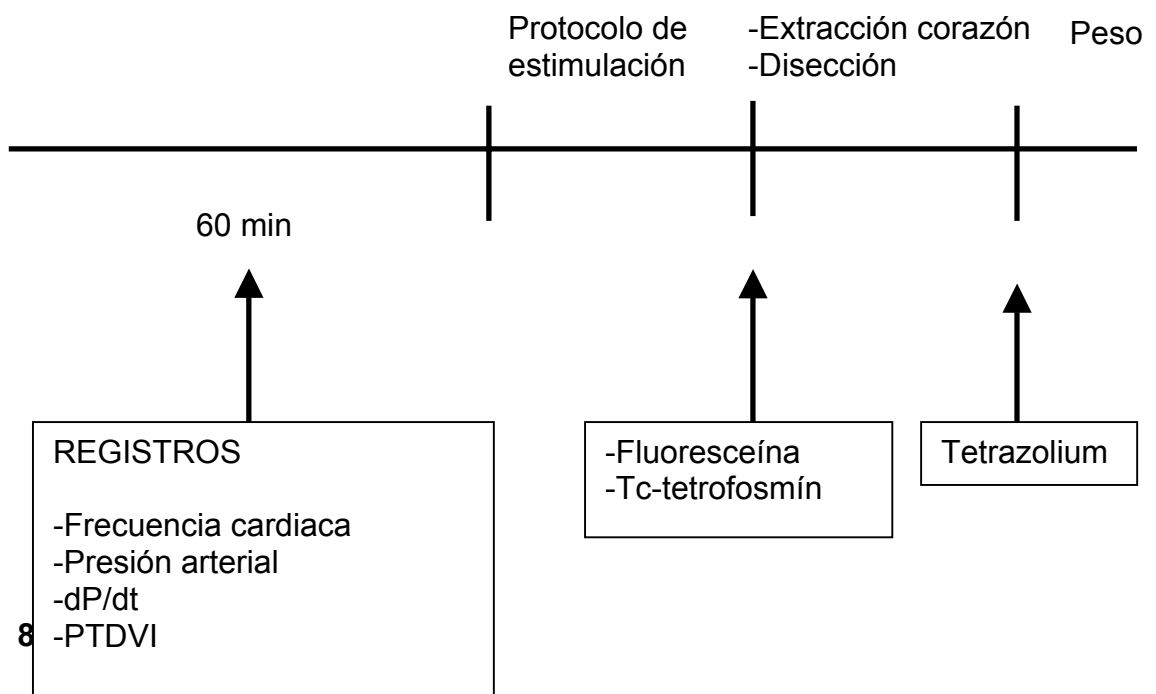 Protocolo de
estimulación
-Extracción corazón
-Disección
Peso
60 min
REGISTROS
-Frecuencia cardiaca
-Presión arterial
-dP/dt
-PTDVI
8
-Fluoresceína
-Tc-tetrofosmín
Tetrazolium